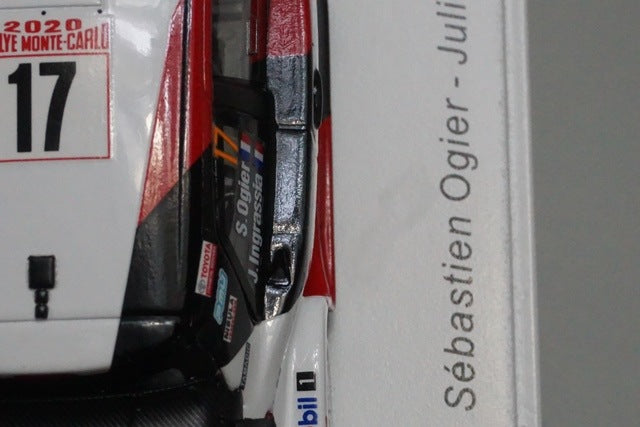 2020
LYE MONTE-CARLO
17
17
S. Ogier
J. Ingrassia
TOYOTA
bil 1
Sébastien Ogier - Juli